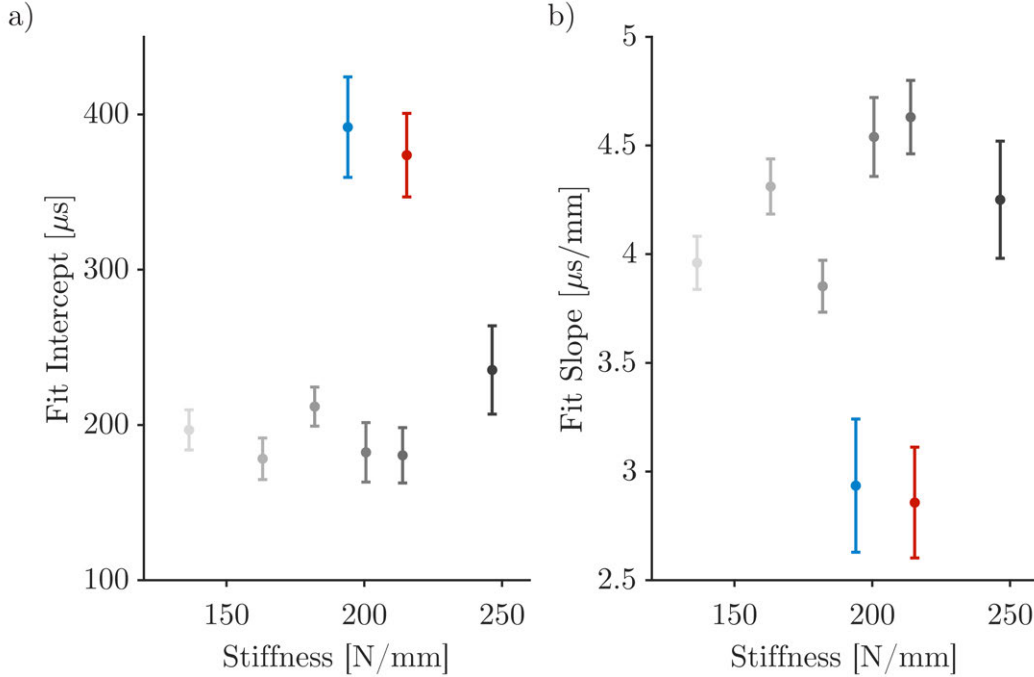 a)
400
300
200
100
Fit Intercept [μs]
150
200
250
Stiffness [N/mm]
b)
5
4.5
4
3.5
3
2.5
Fit Slope [μs/mm]
150
200
250
Stiffness [N/mm]